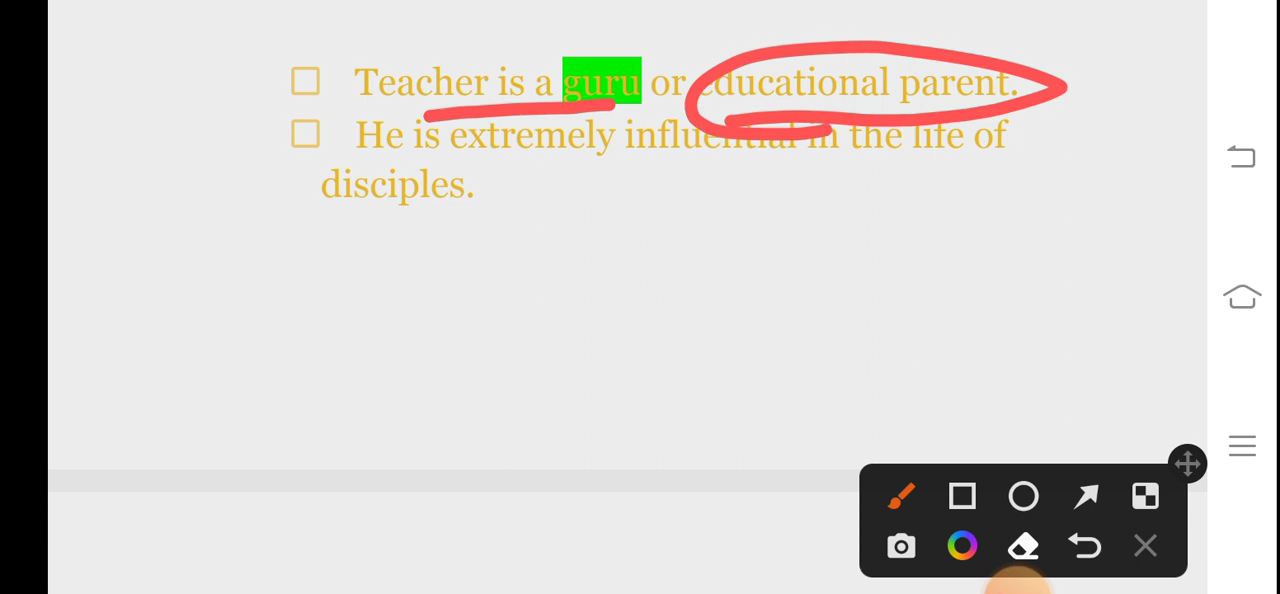 Teacher is a guru or educational parent.
He is extremely influential in the life of
disciples.